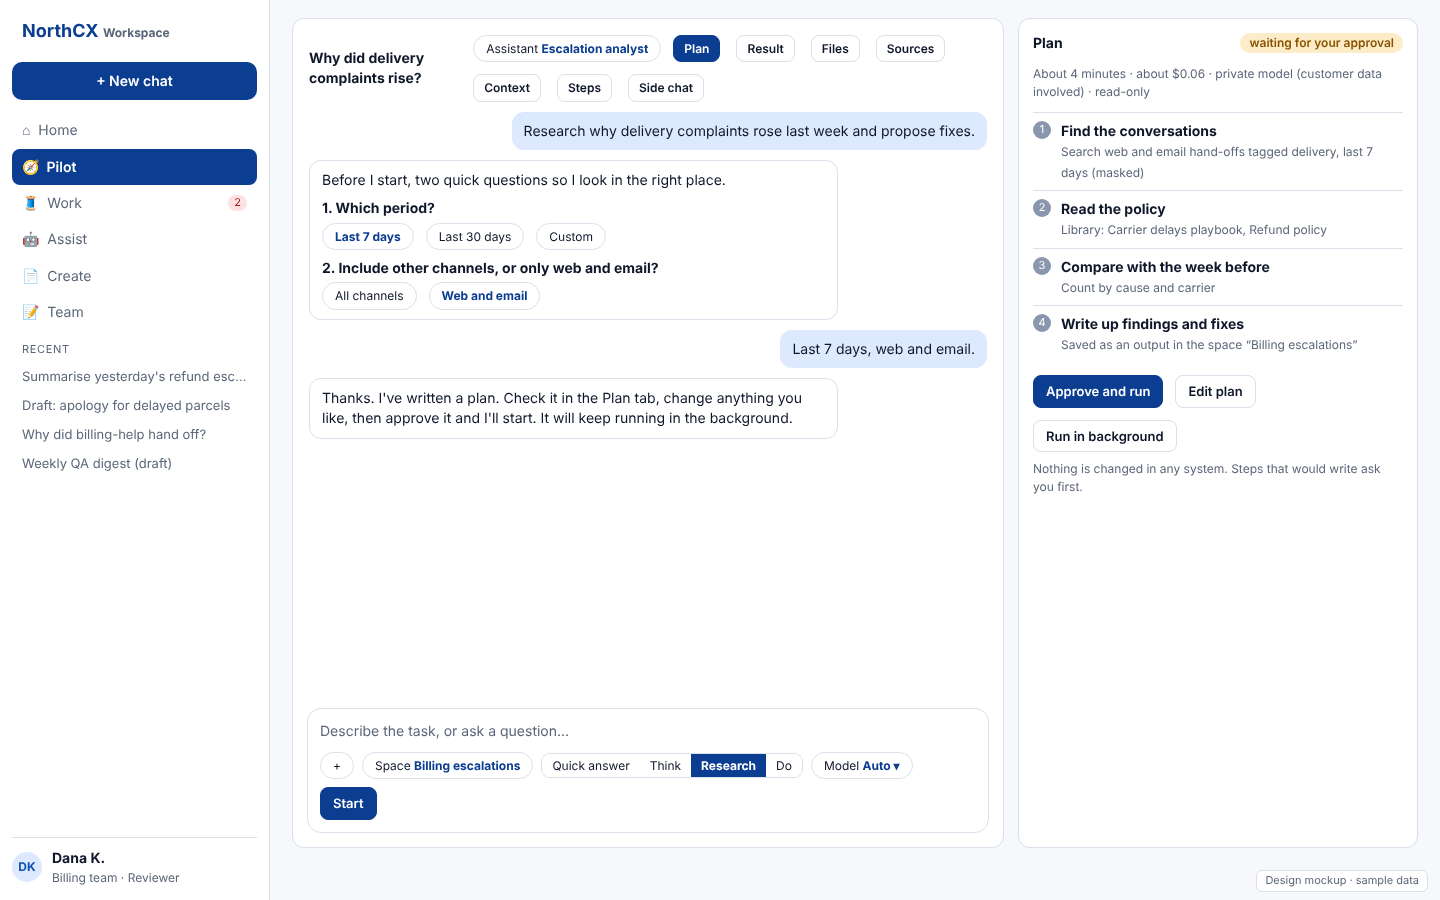 NorthCX Workspace
+ New chat
Home
Pilot
Work 2
Assist
Create
Team
RECENT
Summarise yesterday's refund esc...
Draft: apology for delayed parcels
Why did billing-help hand off?
Weekly QA digest (draft)
DK
Dana K.
Billing team · Reviewer
Why did delivery
complaints rise?
Assistant Escalation analyst
Plan
Result
Files
Sources
Context
Steps
Side chat
Research why delivery complaints rose last week and propose fixes.
Before I start, two quick questions so I look in the right place.
1. Which period?
Last 7 days
Last 30 days
Custom
2. Include other channels, or only web and email?
All channels
Web and email
Last 7 days, web and email.
Thanks. I've written a plan. Check it in the Plan tab, change anything you
like, then approve it and I'll start. It will keep running in the background.
Describe the task, or ask a question...
+
Space Billing escalations
Quick answer
Think
Research
Do
Model Auto ▾
Start
Plan
waiting for your approval
About 4 minutes · about $0.06 · private model (customer data
involved) · read-only
1 Find the conversations
Search web and email hand-offs tagged delivery, last 7
days (masked)
2 Read the policy
Library: Carrier delays playbook, Refund policy
3 Compare with the week before
Count by cause and carrier
4 Write up findings and fixes
Saved as an output in the space “Billing escalations”
Approve and run
Edit plan
Run in background
Nothing is changed in any system. Steps that would write ask
you first.
Design mockup · sample data